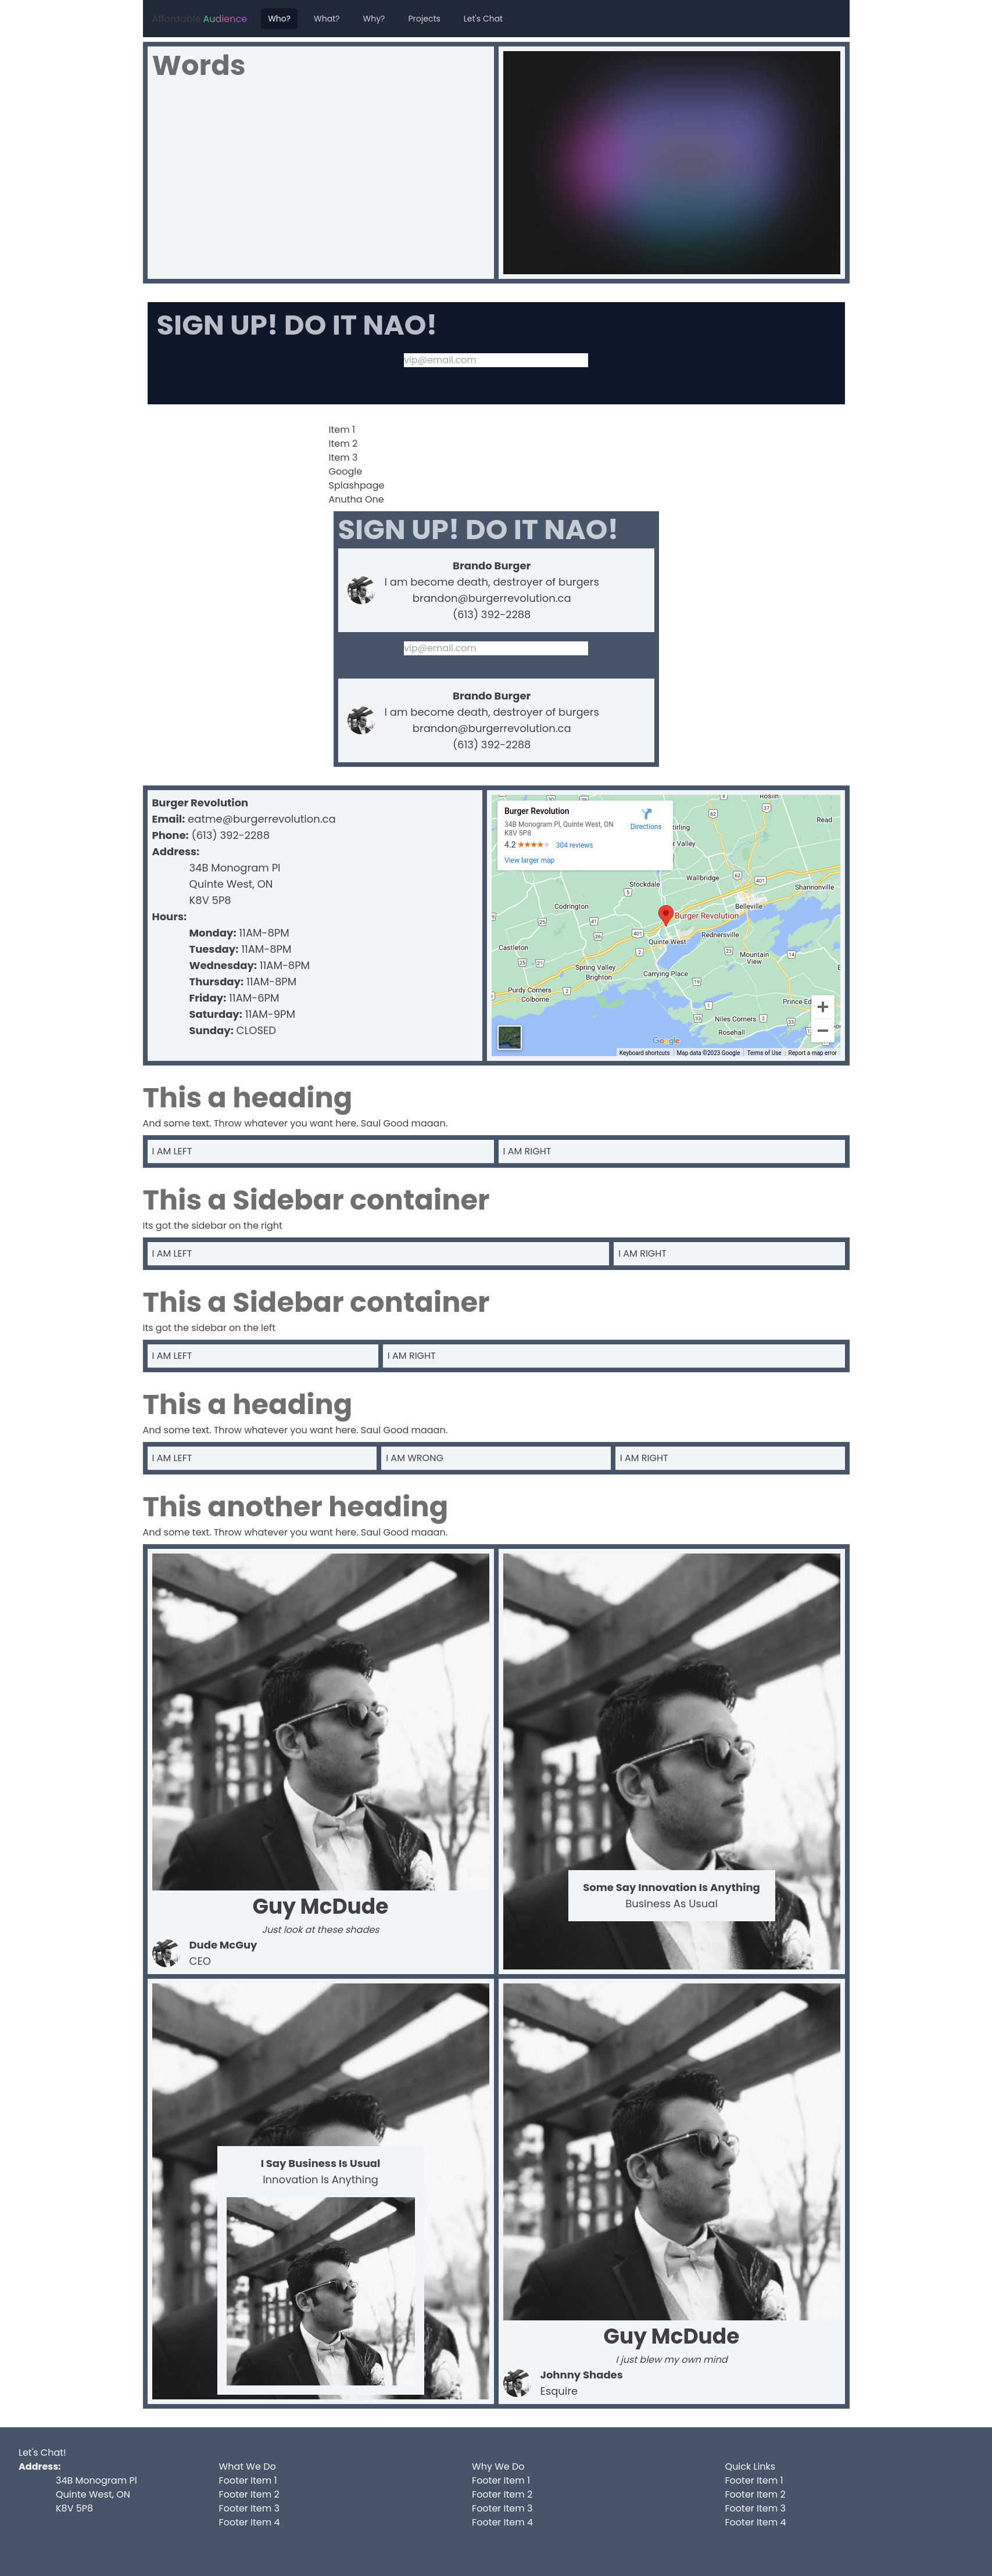 Affordable Audience Who? What? Why? Projects Let's Chat
Words
SIGN UP! DO IT NAO!
vip@email.com
Item 1
Item 2
Item 3
Google
Splashpage
Anutha One
SIGN UP! DO IT NAO!
Brando Burger
I am become death, destroyer of burgers
brandon@burgerrevolution.ca
(613) 392-2288
vip@email.com
Brando Burger
I am become death, destroyer of burgers
brandon@burgerrevolution.ca
(613) 392-2288
Burger Revolution
Email: eatme@burgerrevolution.ca
Phone: (613) 392-2288
Address:
34B Monogram Pl
Quinte West, ON
K8V 5P8
Hours:
Monday: 11AM-8PM
Tuesday: 11AM-8PM
Wednesday: 11AM-8PM
Thursday: 11AM-8PM
Friday: 11AM-6PM
Saturday: 11AM-9PM
Sunday: CLOSED
Burger Revolution
34B Monogram Pl, Quinte West, ON
K8V 5P8
Directions
4.2 304 reviews
View larger map
Roslin
Read
Stockdale
Wallbridge
Shannonville
Codrington
Belleville
Burger Revolution
Rednersville
Quinte West
Castleton
Mountain
View
Spring Valley
Carrying Place
Brighton
Purdy Corners
Colborne
Prince Ed
Niles Corners
Rosehall
Google
Keyboard shortcuts Map data ©2023 Google Terms of Use Report a map error
This a heading
And some text. Throw whatever you want here. Saul Good maaan.
I AM LEFT I AM RIGHT
This a Sidebar container
Its got the sidebar on the right
I AM LEFT I AM RIGHT
This a Sidebar container
Its got the sidebar on the left
I AM LEFT I AM RIGHT
This a heading
And some text. Throw whatever you want here. Saul Good maaan.
I AM LEFT I AM WRONG I AM RIGHT
This another heading
And some text. Throw whatever you want here. Saul Good maaan.
Guy McDude
Just look at these shades
Dude McGuy
CEO
Some Say Innovation Is Anything
Business As Usual
I Say Business Is Usual
Innovation Is Anything
Guy McDude
I just blew my own mind
Johnny Shades
Esquire
Let's Chat!
Address:
34B Monogram Pl
Quinte West, ON
K8V 5P8
What We Do
Footer Item 1
Footer Item 2
Footer Item 3
Footer Item 4
Why We Do
Footer Item 1
Footer Item 2
Footer Item 3
Footer Item 4
Quick Links
Footer Item 1
Footer Item 2
Footer Item 3
Footer Item 4